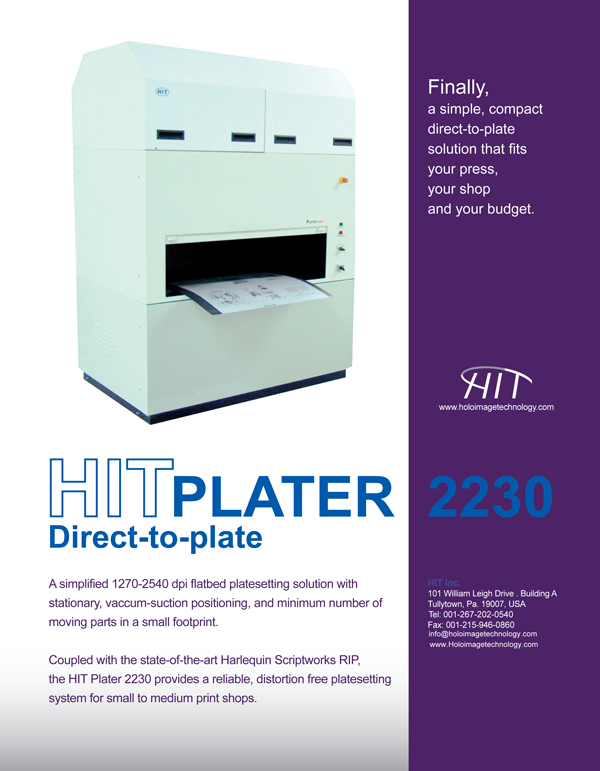 HIT
Finally,
a simple, compact
direct-to-plate
solution that fits
your press,
your shop
and your budget.
HIT
www.holoimagetechnology.com
HITPLATER 2230
Direct-to-plate
A simplified 1270-2540 dpi flatbed platesetting solution with
stationary, vaccum-suction positioning, and minimum number of
moving parts in a small footprint.
Coupled with the state-of-the-art Harlequin Scriptworks RIP,
the HIT Plater 2230 provides a reliable, distortion free platesetting
system for small to medium print shops.
HIT Inc.
101 William Leigh Drive . Building A
Tullytown, Pa. 19007, USA
Tel: 001-267-202-0540
Fax: 001-215-946-0860
info@holoimagetechnology.com
www.Holoimagetechnology.com